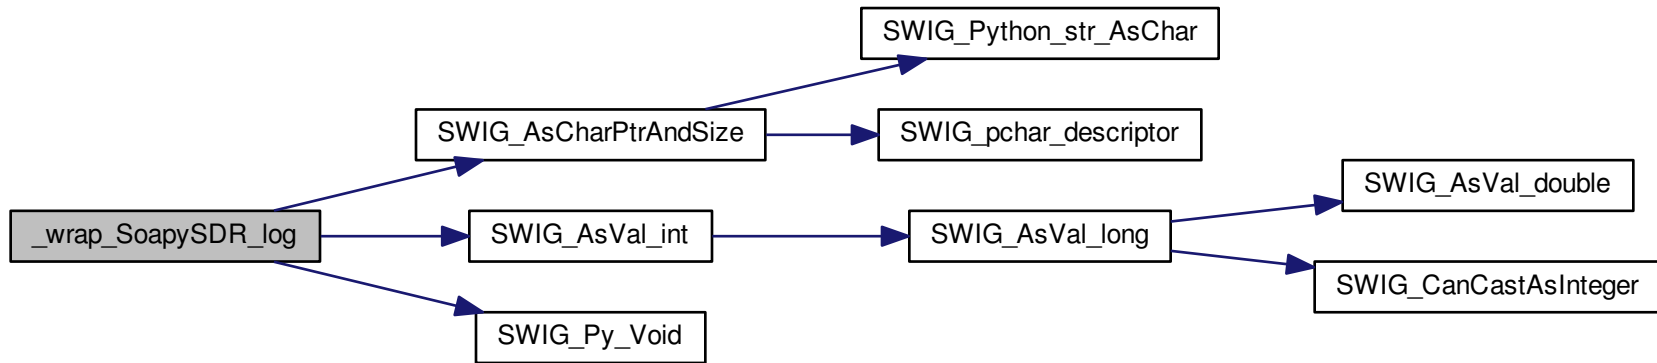 SWIG_Python_str_AsChar
SWIG_AsCharPtrAndSize
SWIG_pchar_descriptor
SWIG_AsVal_double
_wrap_SoapySDR_log
SWIG_AsVal_int
SWIG_AsVal_long
SWIG_CanCastAsInteger
SWIG_Py_Void